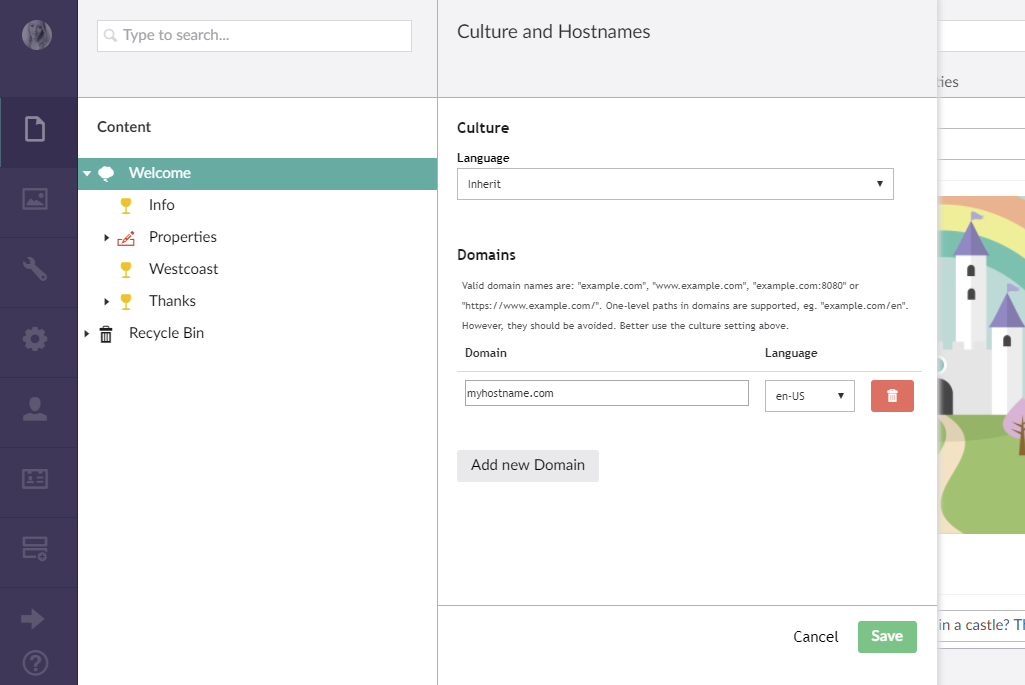 Type to search...
Content
Welcome
Info
Properties
Westcoast
Thanks
Recycle Bin
Culture and Hostnames
Culture
Language
Inherit
Domains
Valid domain names are: "example.com", "www.example.com", "example.com:8080" or
"https://www.example.com/". One-level paths in domains are supported, eg. "example.com/en".
However, they should be avoided. Better use the culture setting above.
Domain Language
myhostname.com en-US
Add new Domain
Cancel Save
ties
in a castle? Th